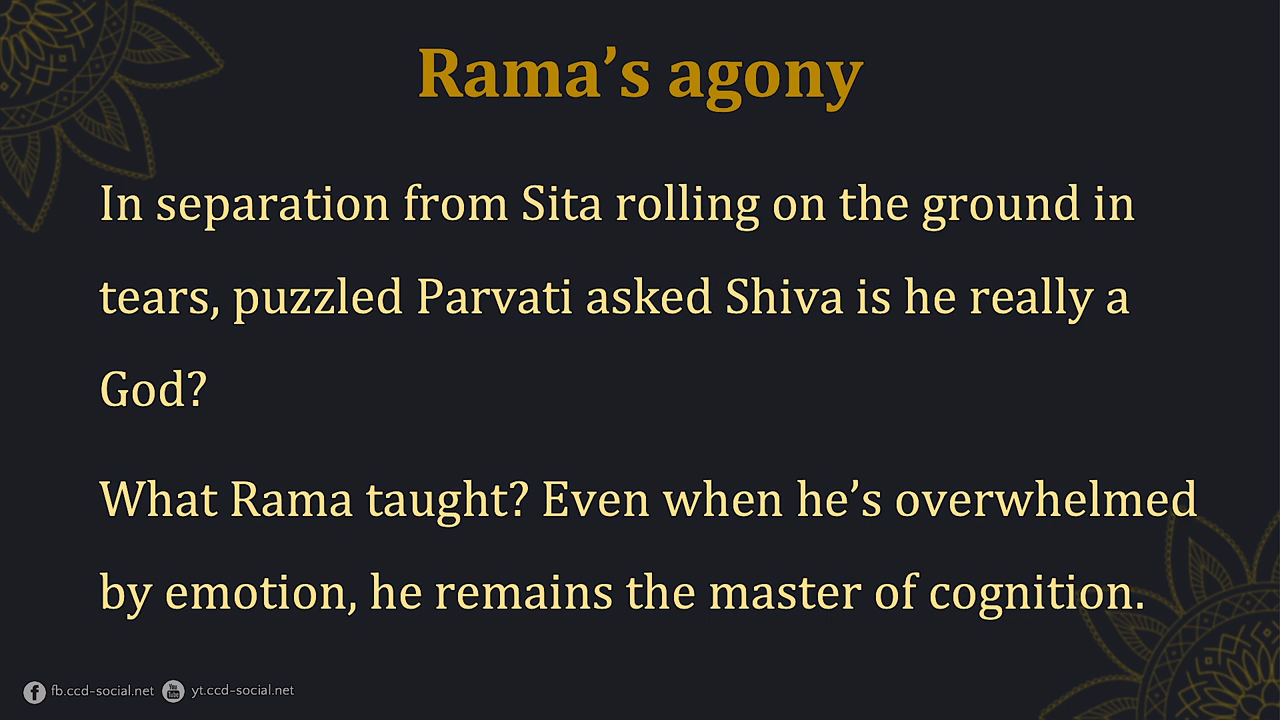 Rama’s agony
In separation from Sita rolling on the ground in
tears, puzzled Parvati asked Shiva is he really a
God?
What Rama taught? Even when he’s overwhelmed
by emotion, he remains the master of cognition.
fb.ccd-social.net You Tube yt.ccd-social.net